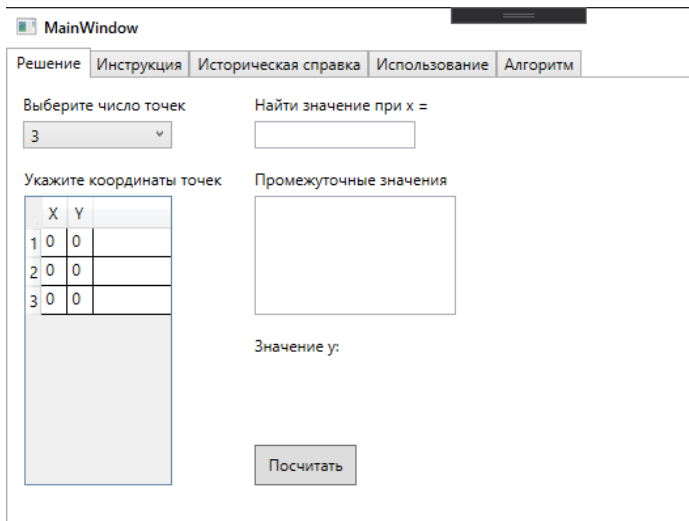 MainWindow
Решение Инструкция Историческая справка Использование Алгоритм
Выберите число точек
3
Найти значение при x =
Укажите координаты точек
X Y
1 0 0
2 0 0
3 0 0
Промежуточные значения
Значение y:
Посчитать